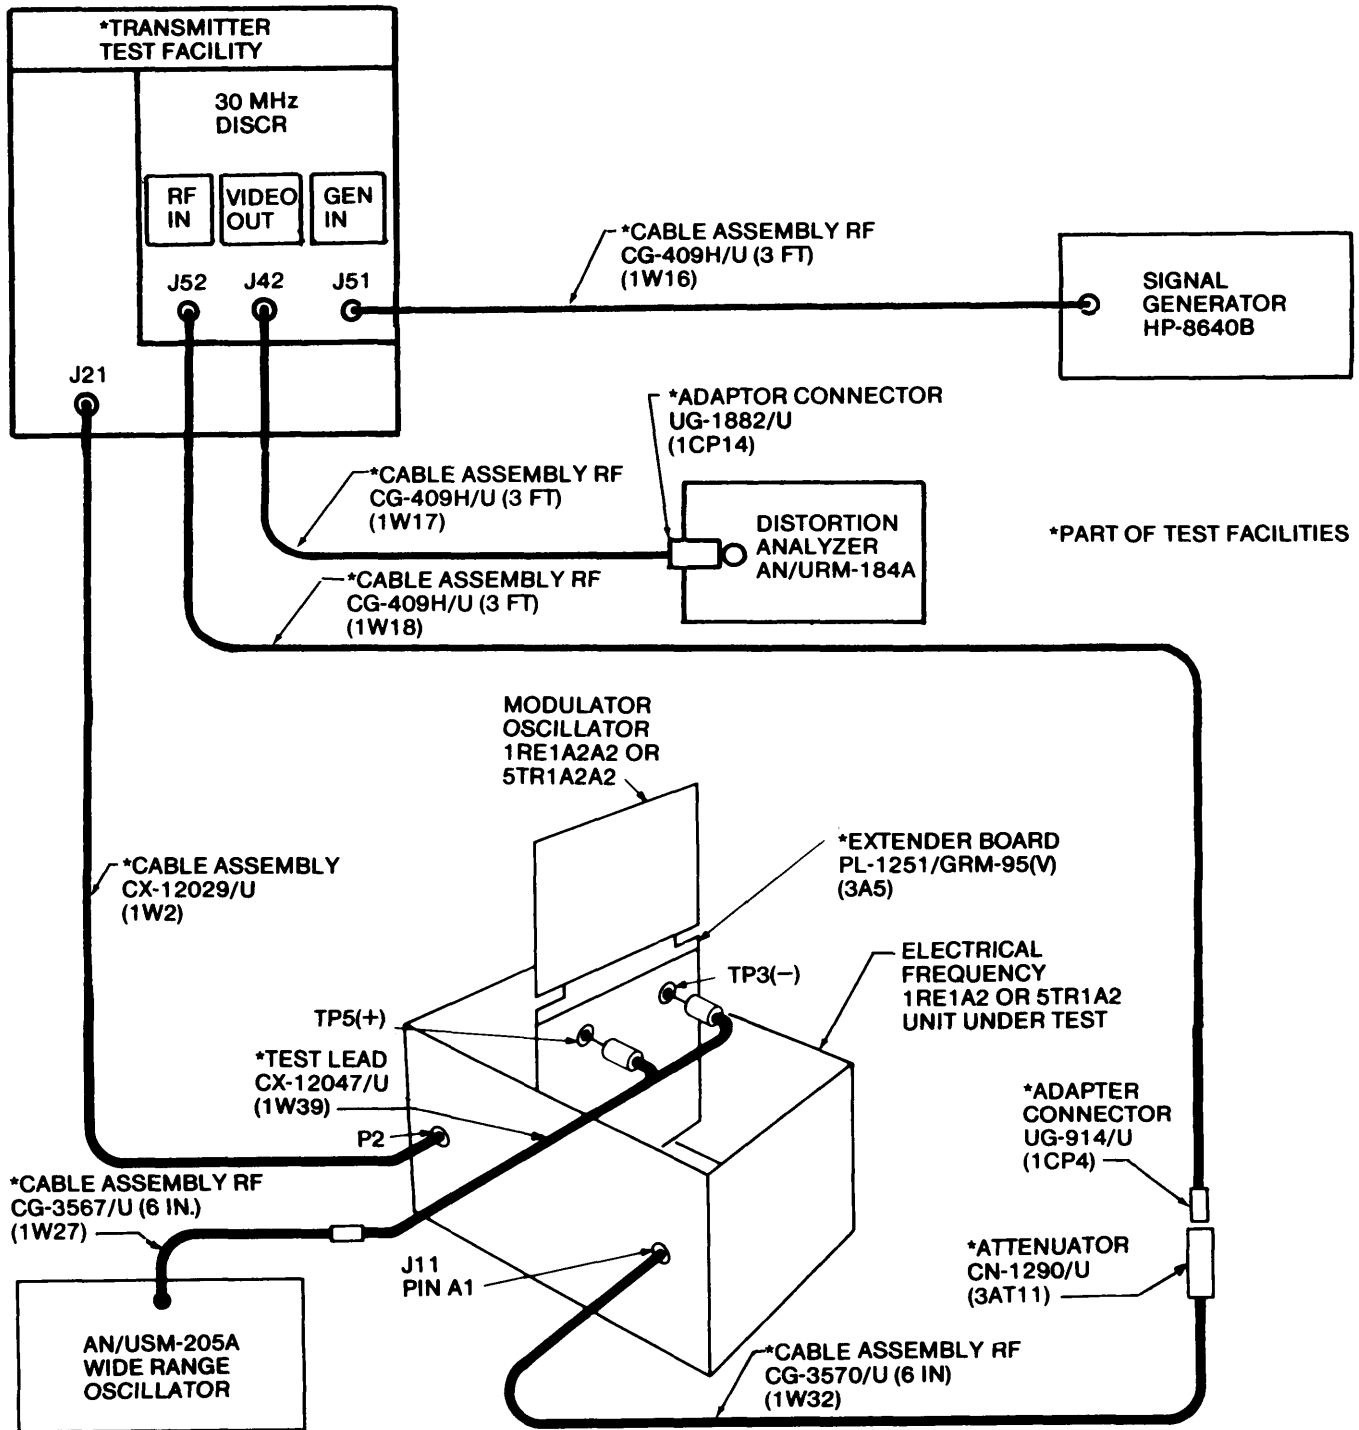 *TRANSMITTER
TEST FACILITY
30 MHz
DISCR
RF
IN
VIDEO
OUT
GEN
IN
J52
J42
J51
J21
*CABLE ASSEMBLY RF
CG-409H/U (3 FT)
(1W16)
SIGNAL
GENERATOR
HP-8640B
*ADAPTOR CONNECTOR
UG-1882/U
(1CP14)
*CABLE ASSEMBLY RF
CG-409H/U (3 FT)
(1W17)
DISTORTION
ANALYZER
AN/URM-184A
*PART OF TEST FACILITIES
*CABLE ASSEMBLY RF
CG-409H/U (3 FT)
(1W18)
MODULATOR
OSCILLATOR
1RE1A2A2 OR
5TR1A2A2
*CABLE ASSEMBLY
CX-12029/U
(1W2)
*EXTENDER BOARD
PL-1251/GRM-95(V)
(3A5)
ELECTRICAL
FREQUENCY
1RE1A2 OR 5TR1A2
UNIT UNDER TEST
TP3(−)
TP5(+)
*TEST LEAD
CX-12047/U
(1W39)
P2
*ADAPTER
CONNECTOR
UG-914/U
(1CP4)
*CABLE ASSEMBLY RF
CG-3567/U (6 IN.)
(1W27)
J11
PIN A1
*ATTENUATOR
CN-1290/U
(3AT11)
AN/USM-205A
WIDE RANGE
OSCILLATOR
*CABLE ASSEMBLY RF
CG-3570/U (6 IN)
(1W32)